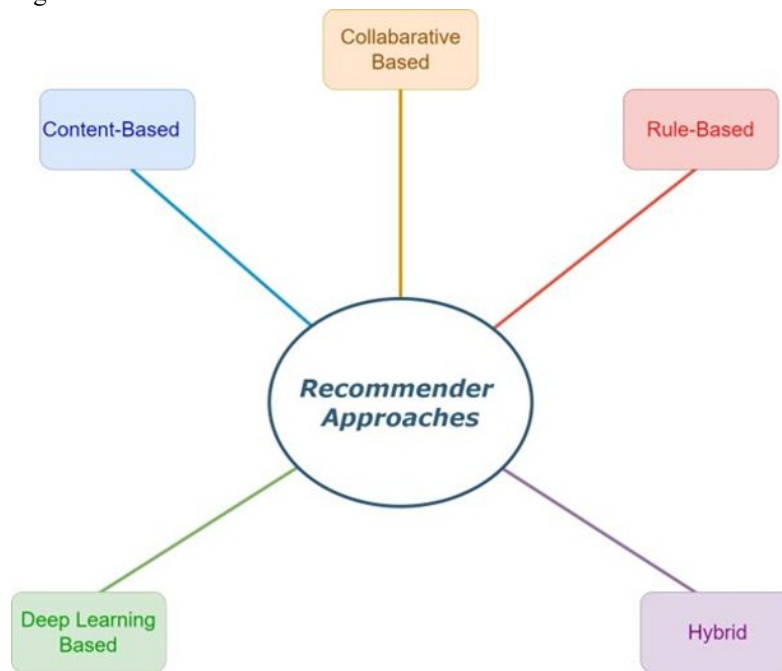 Collabarative
Based
Content-Based
Rule-Based
Recommender
Approaches
Deep Learning
Based
Hybrid